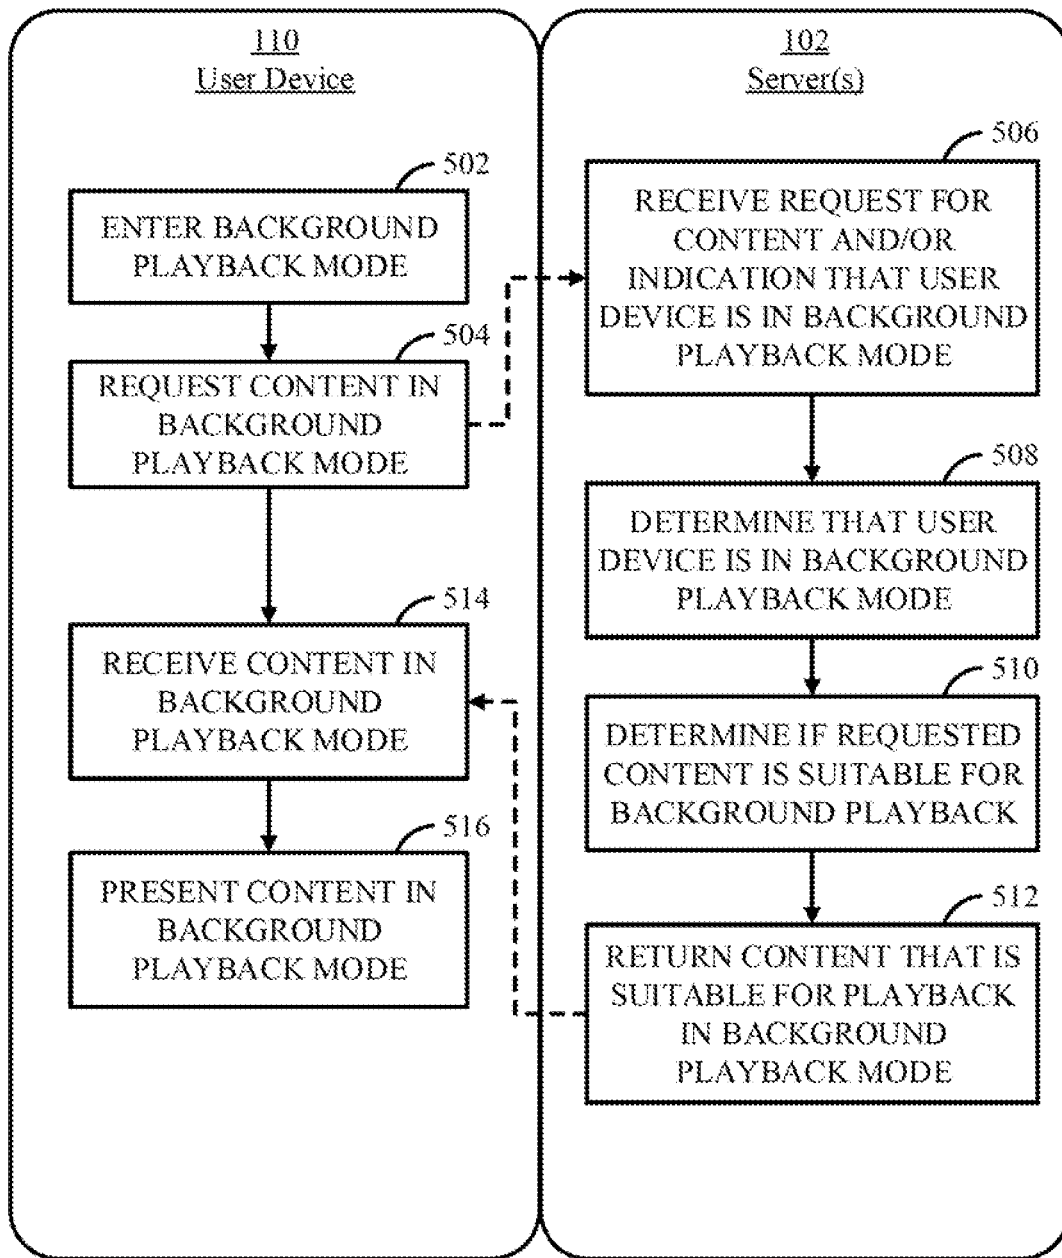 110
User Device
502
ENTER BACKGROUND
PLAYBACK MODE
504
REQUEST CONTENT IN
BACKGROUND
PLAYBACK MODE
514
RECEIVE CONTENT IN
BACKGROUND
PLAYBACK MODE
516
PRESENT CONTENT IN
BACKGROUND
PLAYBACK MODE
102
Server(s)
506
RECEIVE REQUEST FOR
CONTENT AND/OR
INDICATION THAT USER
DEVICE IS IN BACKGROUND
PLAYBACK MODE
508
DETERMINE THAT USER
DEVICE IS IN BACKGROUND
PLAYBACK MODE
510
DETERMINE IF REQUESTED
CONTENT IS SUITABLE FOR
BACKGROUND PLAYBACK
512
RETURN CONTENT THAT IS
SUITABLE FOR PLAYBACK
IN BACKGROUND
PLAYBACK MODE